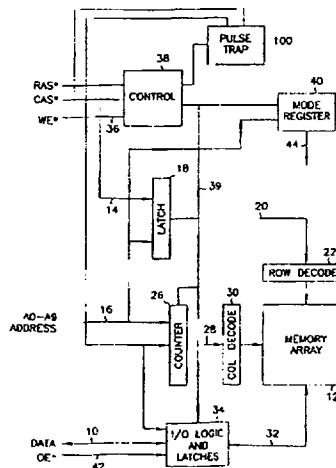 PULSE
TRAP
100
38
RAS*
CAS*
CONTROL
WE*
36
40
MODE
REGISTER
44
18
14
LATCH
39
20
22
ROW DECODE
26
30
A0-A9
ADDRESS
16
COUNTER
28
COL DECODE
MEMORY
ARRAY
12
34
DATA
10
I/O LOGIC
AND
LATCHES
32
OE*
42